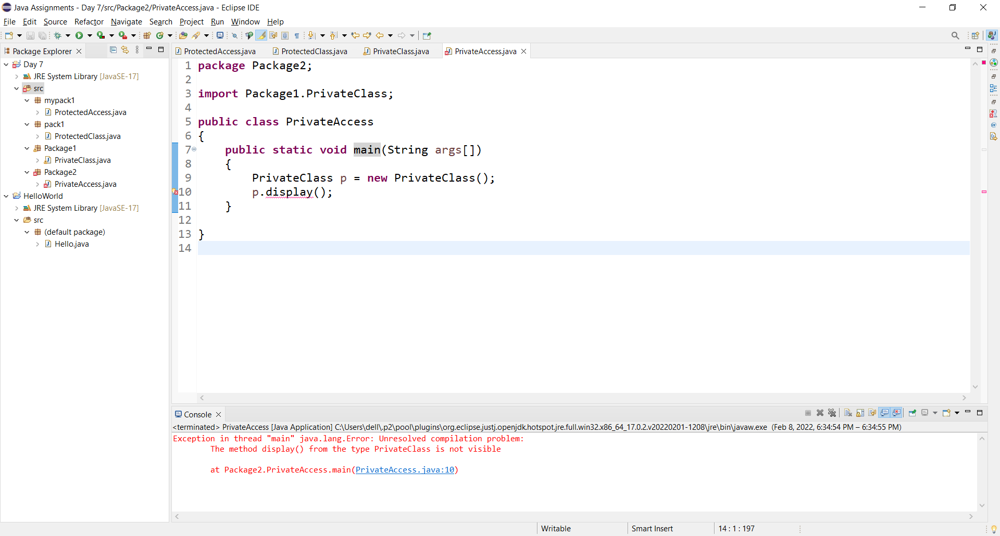 Java Assignments - Day 7/src/Package2/PrivateAccess.java - Eclipse IDE
File Edit Source Refactor Navigate Search Project Run Window Help
Package Explorer
Day 7
JRE System Library [JavaSE-17]
src
mypack1
ProtectedAccess.java
pack1
ProtectedClass.java
Package1
PrivateClass.java
Package2
PrivateAccess.java
HelloWorld
JRE System Library [JavaSE-17]
src
(default package)
Hello.java
ProtectedAccess.java ProtectedClass.java PrivateClass.java PrivateAccess.java
1 package Package2;
2
3 import Package1.PrivateClass;
4
5 public class PrivateAccess
6 {
7 public static void main(String args[])
8 {
9 PrivateClass p = new PrivateClass();
10 p.display();
11 }
12
13 }
14
Console
<terminated> PrivateAccess [Java Application] C:\Users\dell\.p2\pool\plugins\org.eclipse.justj.openjdk.hotspot.jre.full.win32.x86_64_17.0.2.v20220201-1208\jre\bin\javaw.exe (Feb 8, 2022, 6:34:54 PM – 6:34:55 PM)
Exception in thread "main" java.lang.Error: Unresolved compilation problem:
The method display() from the type PrivateClass is not visible
at Package2.PrivateAccess.main(PrivateAccess.java:10)
Writable Smart Insert 14 : 1 : 197